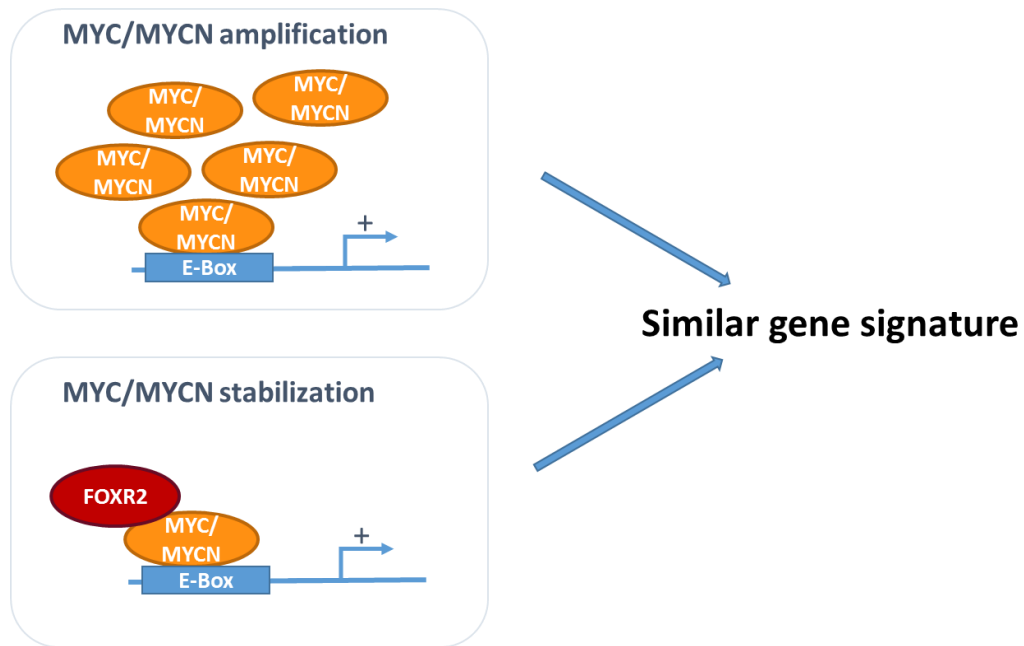 MYC/MYCN amplification
MYC/
MYCN
MYC/
MYCN
MYC/
MYCN
MYC/
MYCN
MYC/
MYCN
+
E-Box
Similar gene signature
MYC/MYCN stabilization
FOXR2
MYC/
MYCN
+
E-Box